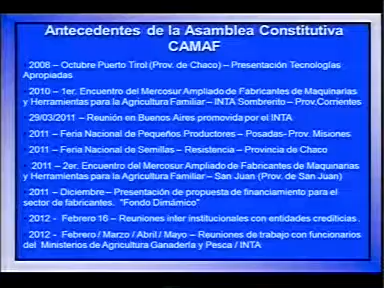 Antecedentes de la Asamblea Constitutiva
CAMAF
2008 – Octubre Puerto Tirol (Prov. de Chaco) – Presentación Tecnologías
Apropiadas
2010 – 1er. Encuentro del Mercosur Ampliado de Fabricantes de Maquinarias
y Herramientas para la Agricultura Familiar – INTA Sombrerito – Prov.Corrientes
29/03/2011 – Reunión en Buenos Aires promovida por el INTA
2011 – Feria Nacional de Pequeños Productores – Posadas- Prov. Misiones
2011 – Feria Nacional de Semillas – Resistencia – Provincia de Chaco
2011 – 2er. Encuentro del Mercosur Ampliado de Fabricantes de Maquinarias
y Herramientas para la Agricultura Familiar – San Juan (Prov. de San Juan)
2011 – Diciembre – Presentación de propuesta de financiamiento para el
sector de fabricantes. "Fondo Dimámico"
2012 - Febrero 16 – Reuniones inter institucionales con entidades crediticias.
2012 - Febrero / Marzo / Abril / Mayo – Reuniones de trabajo con funcionarios
del Ministerios de Agricultura Ganadería y Pesca / INTA